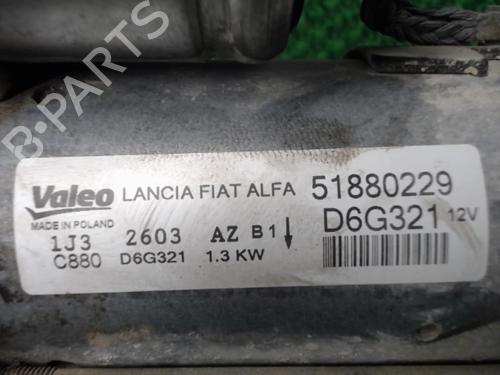 B-PARTS
Valeo LANCIA FIAT ALFA 51880229
MADE IN POLAND D6G321 12V
1J3 2603 AZ B1↓
C880 D6G321 1.3 KW